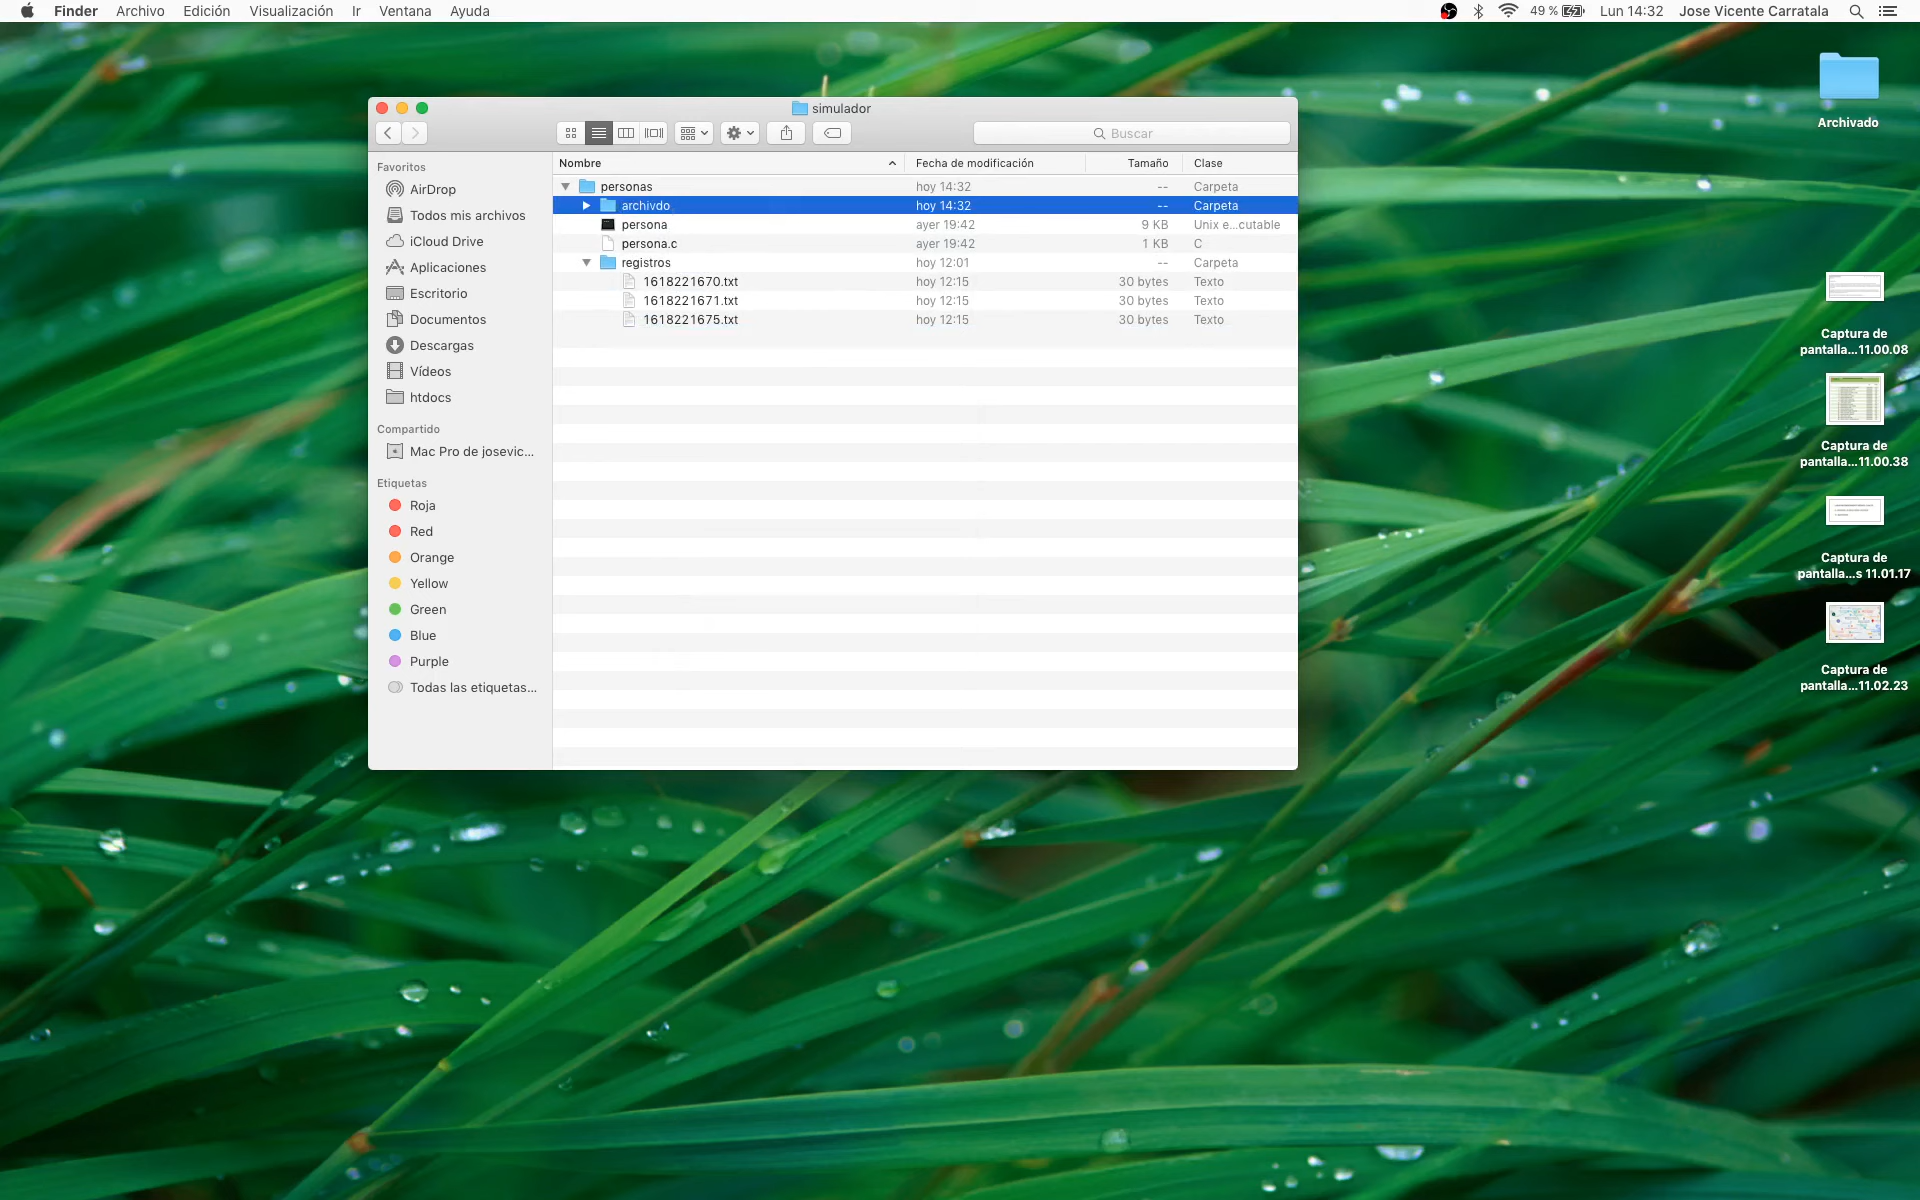 Finder Archivo Edición Visualización Ir Ventana Ayuda 49 % Lun 14:32 Jose Vicente Carratala
simulador
Buscar
Favoritos
AirDrop
Todos mis archivos
iCloud Drive
Aplicaciones
Escritorio
Documentos
Descargas
Vídeos
htdocs
Compartido
Mac Pro de josevic...
Etiquetas
Roja
Red
Orange
Yellow
Green
Blue
Purple
Todas las etiquetas...
Nombre Fecha de modificación Tamaño Clase
personas hoy 14:32 -- Carpeta
archivdo hoy 14:32 -- Carpeta
persona ayer 19:42 9 KB Unix e...cutable
persona.c ayer 19:42 1 KB C
registros hoy 12:01 -- Carpeta
1618221670.txt hoy 12:15 30 bytes Texto
1618221671.txt hoy 12:15 30 bytes Texto
1618221675.txt hoy 12:15 30 bytes Texto
Archivado
Captura de
pantalla...11.00.08
Captura de
pantalla...11.00.38
Captura de
pantalla...s 11.01.17
Captura de
pantalla...11.02.23